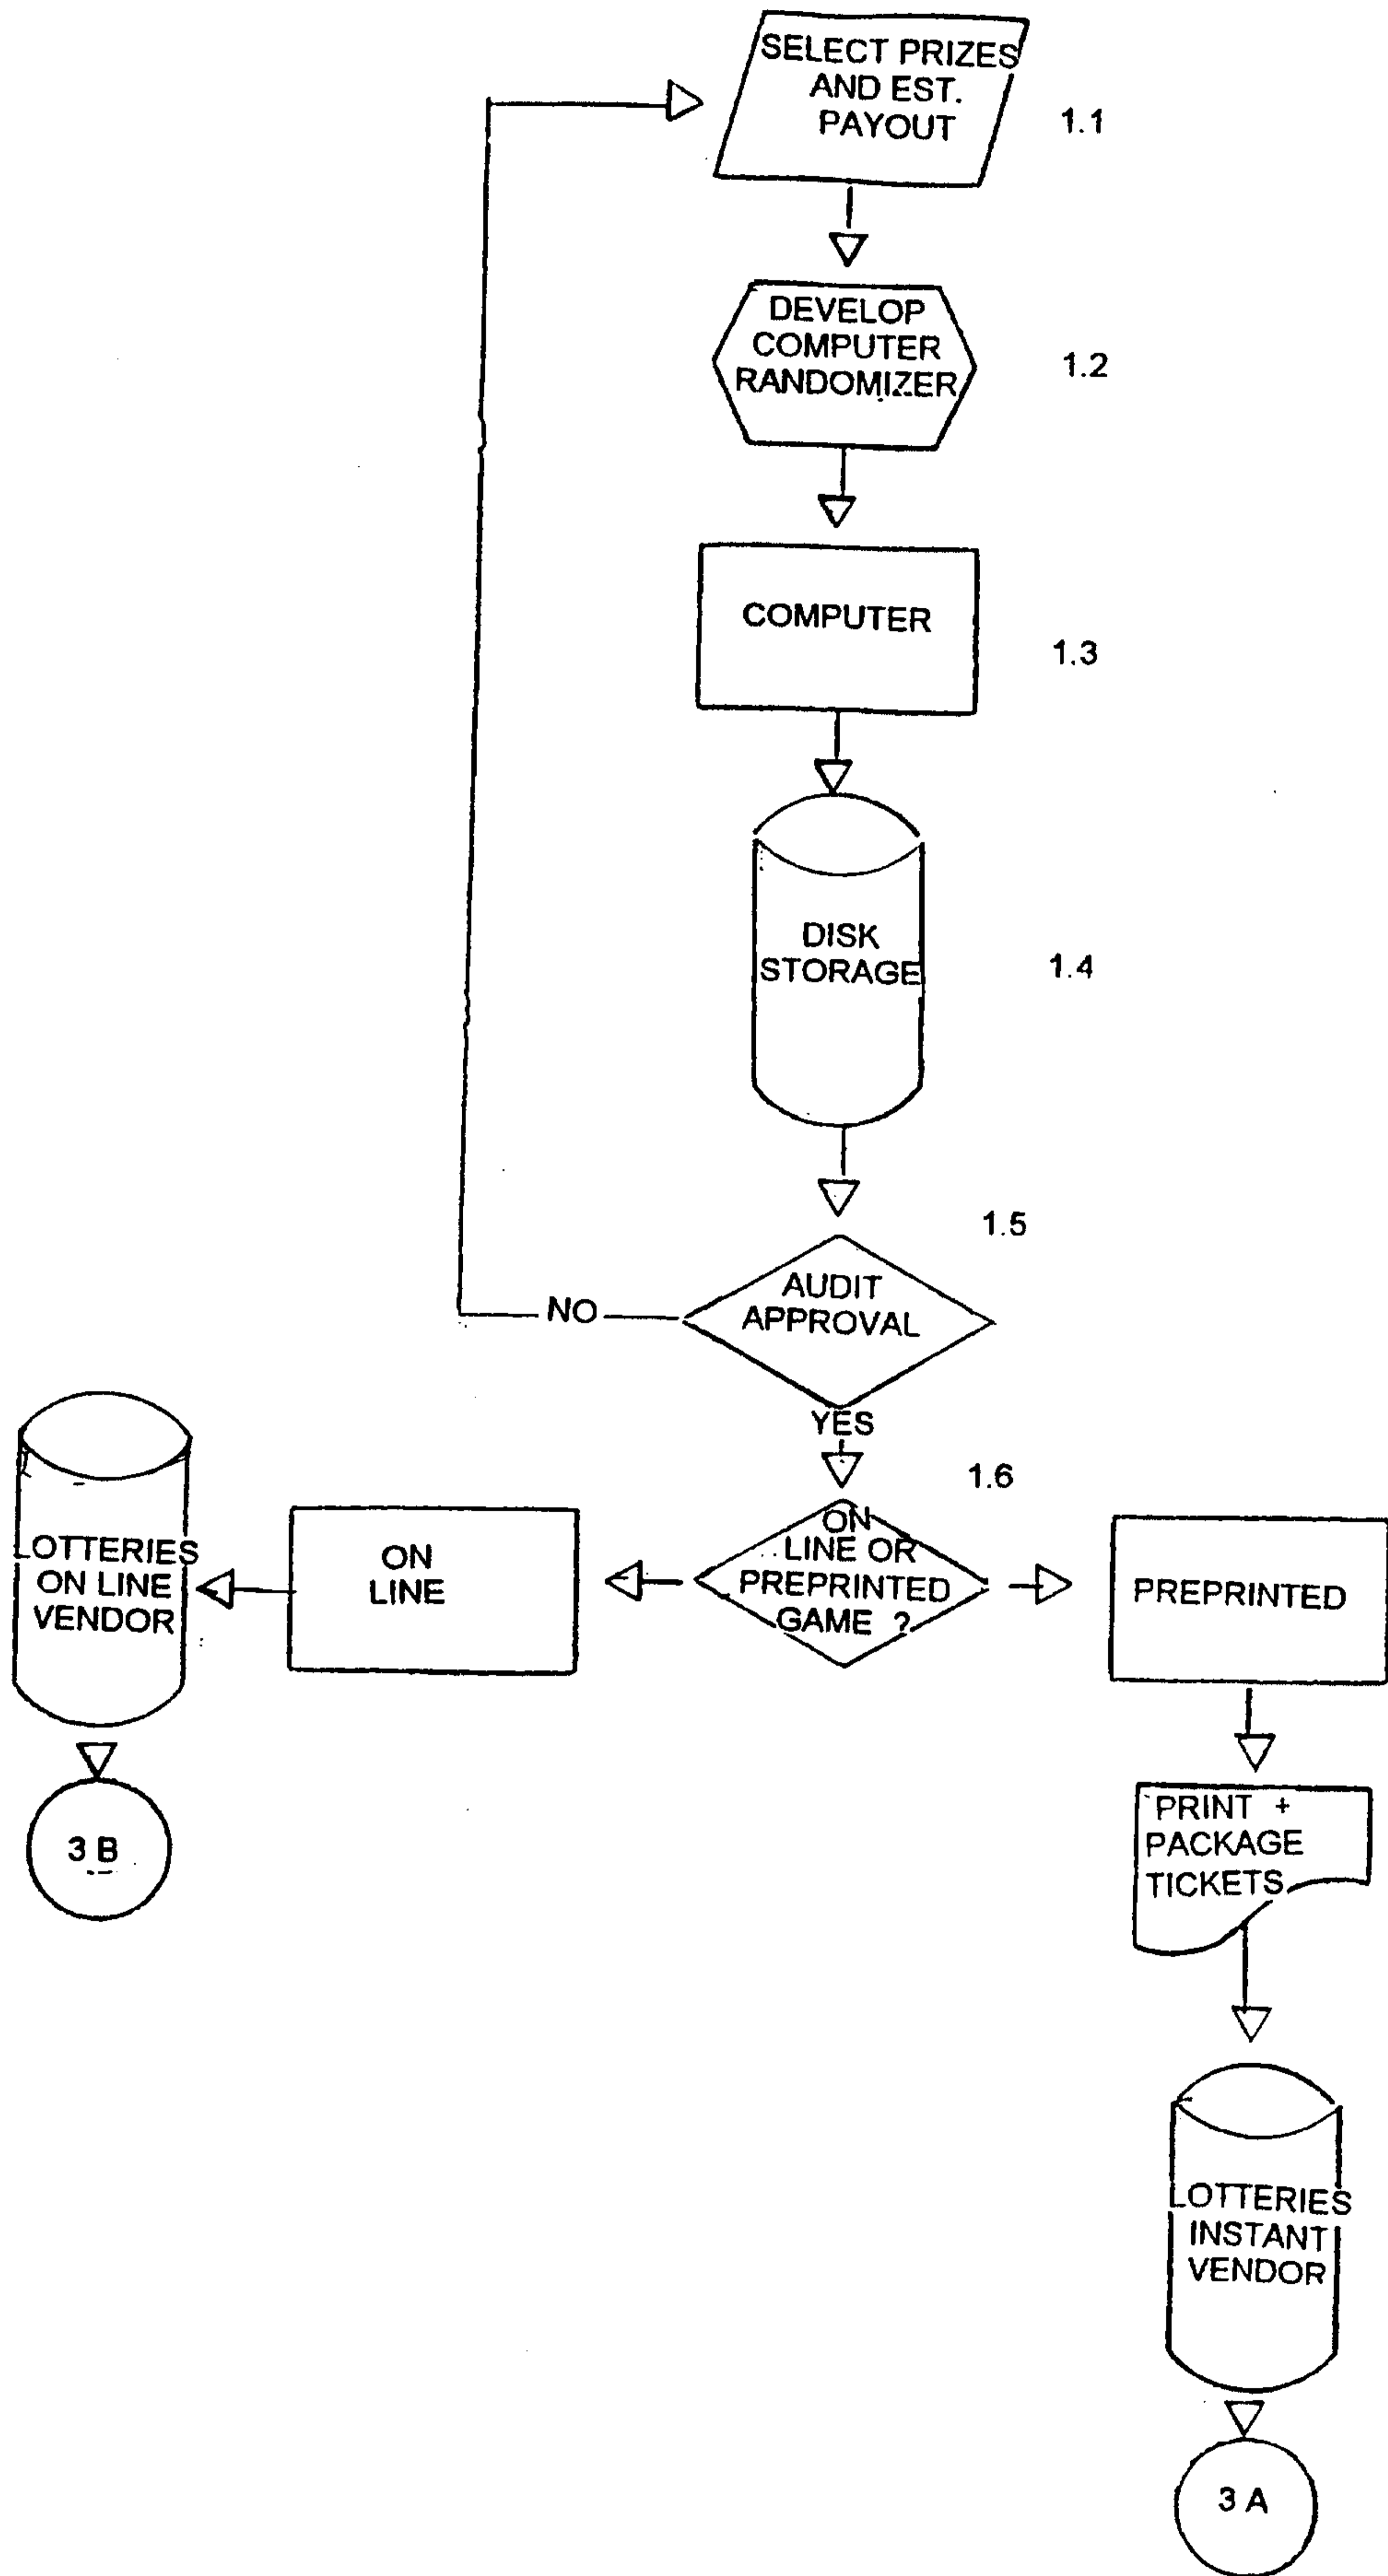 SELECT PRIZES
AND EST.
PAYOUT
1.1
DEVELOP
COMPUTER
RANDOMIZER
1.2
COMPUTER
1.3
DISK
STORAGE
1.4
1.5
AUDIT
APPROVAL
NO
YES
1.6
ON
LINE OR
PREPRINTED
GAME ?
ON
LINE
LOTTERIES
ON LINE
VENDOR
3 B
PREPRINTED
PRINT +
PACKAGE
TICKETS
LOTTERIES
INSTANT
VENDOR
3 A